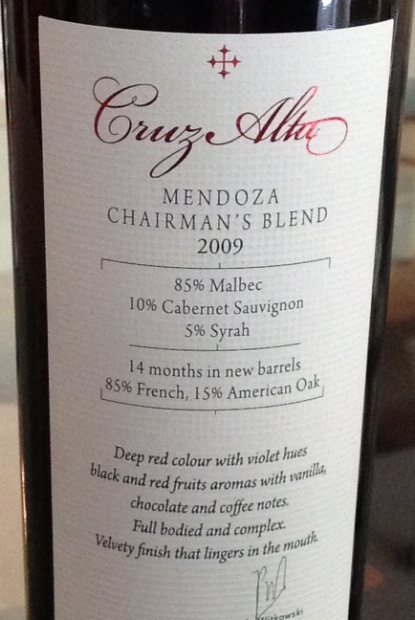 Cruz Alta
MENDOZA
CHAIRMAN'S BLEND
2009
85% Malbec
10% Cabernet Sauvignon
5% Syrah
14 months in new barrels
85% French, 15% American Oak
Deep red colour with violet hues
black and red fruits aromas with vanilla,
chocolate and coffee notes.
Full bodied and complex.
Velvety finish that lingers in the mouth.